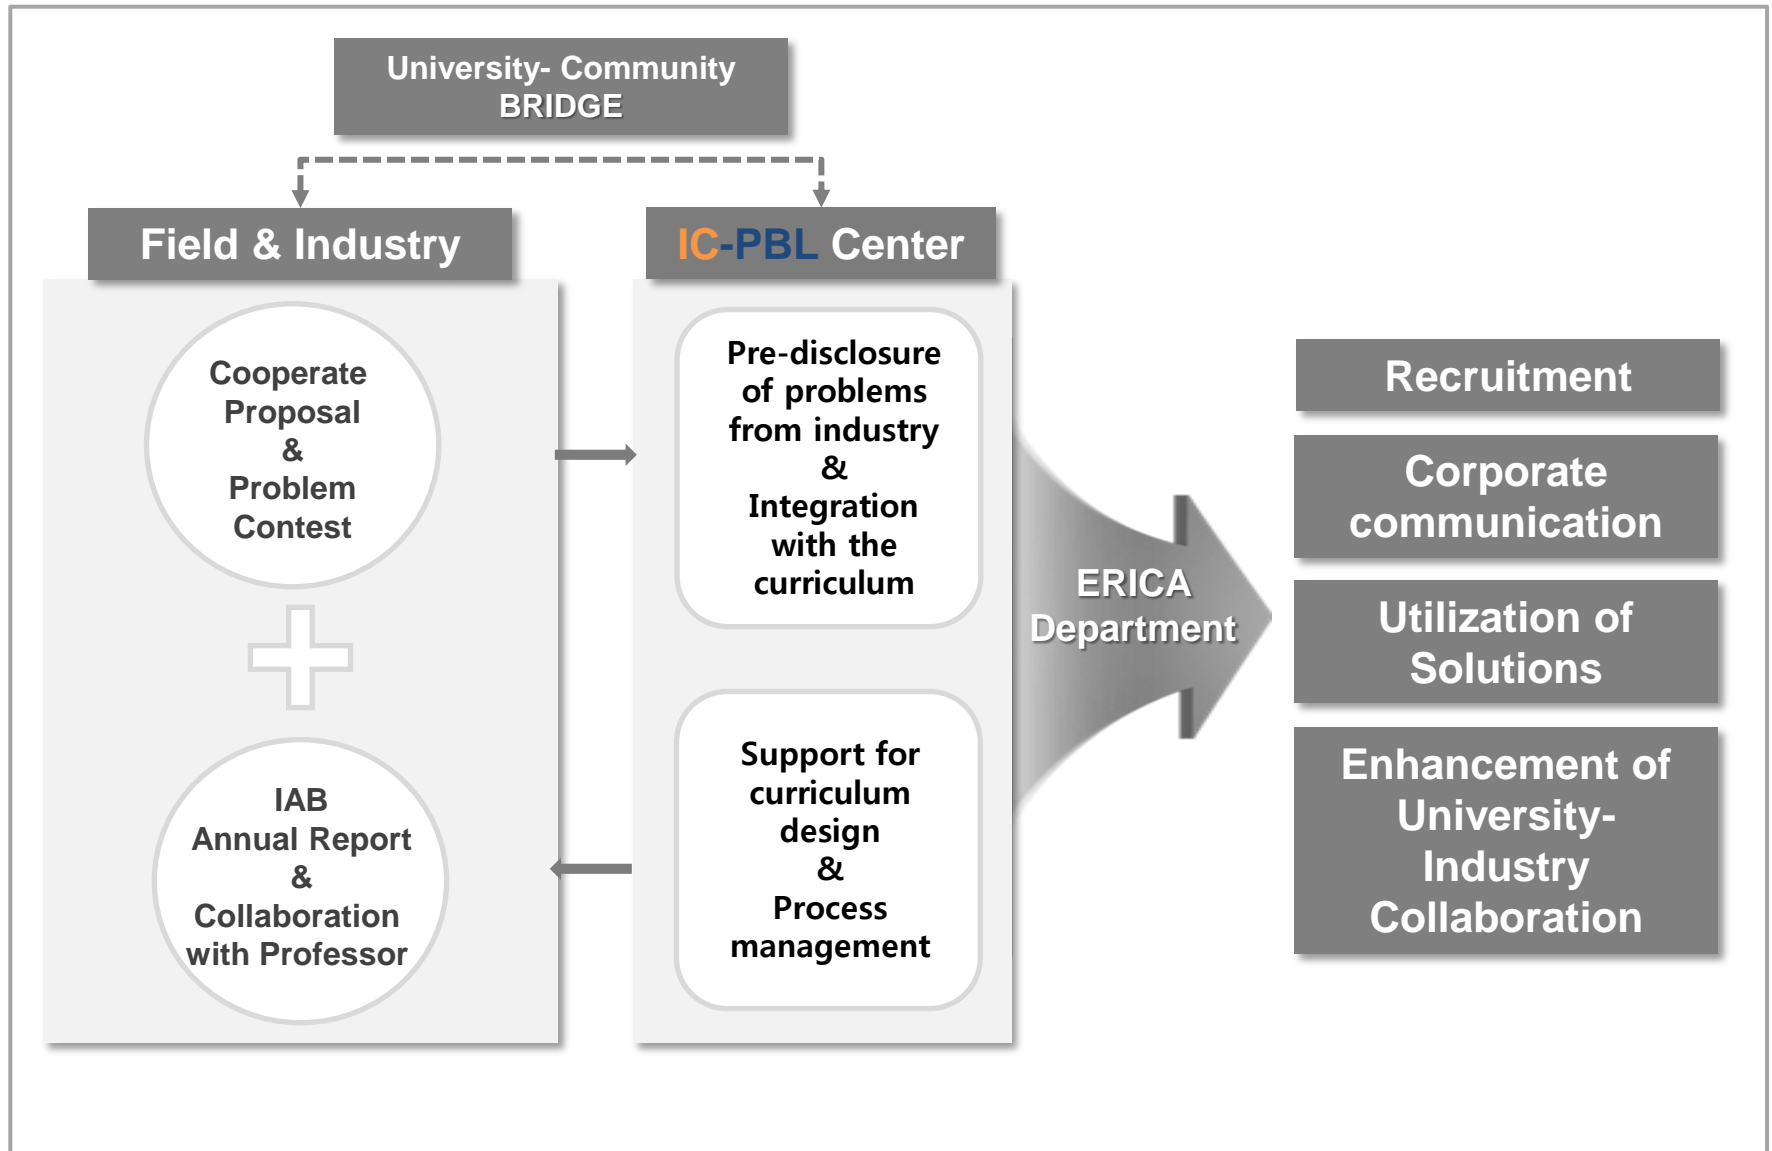 University- Community
BRIDGE
Field & Industry
Cooperate
Proposal
&
Problem
Contest
IAB
Annual Report
&
Collaboration
with Professor
IC-PBL Center
Pre-disclosure
of problems
from industry
&
Integration
with the
curriculum
Support for
curriculum
design
&
Process
management
ERICA
Department
Recruitment
Corporate
communication
Utilization of
Solutions
Enhancement of
University-
Industry
Collaboration